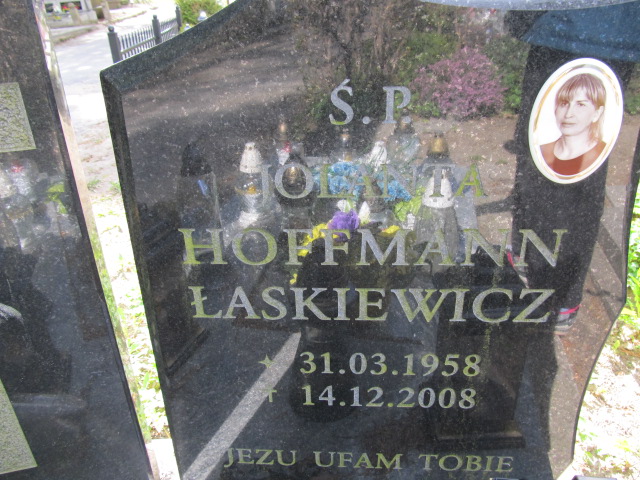 Ś. P.
JOLANTA
HOFFMANN
ŁASKIEWICZ
31.03.1958
14.12.2008
JEZU UFAM TOBIE